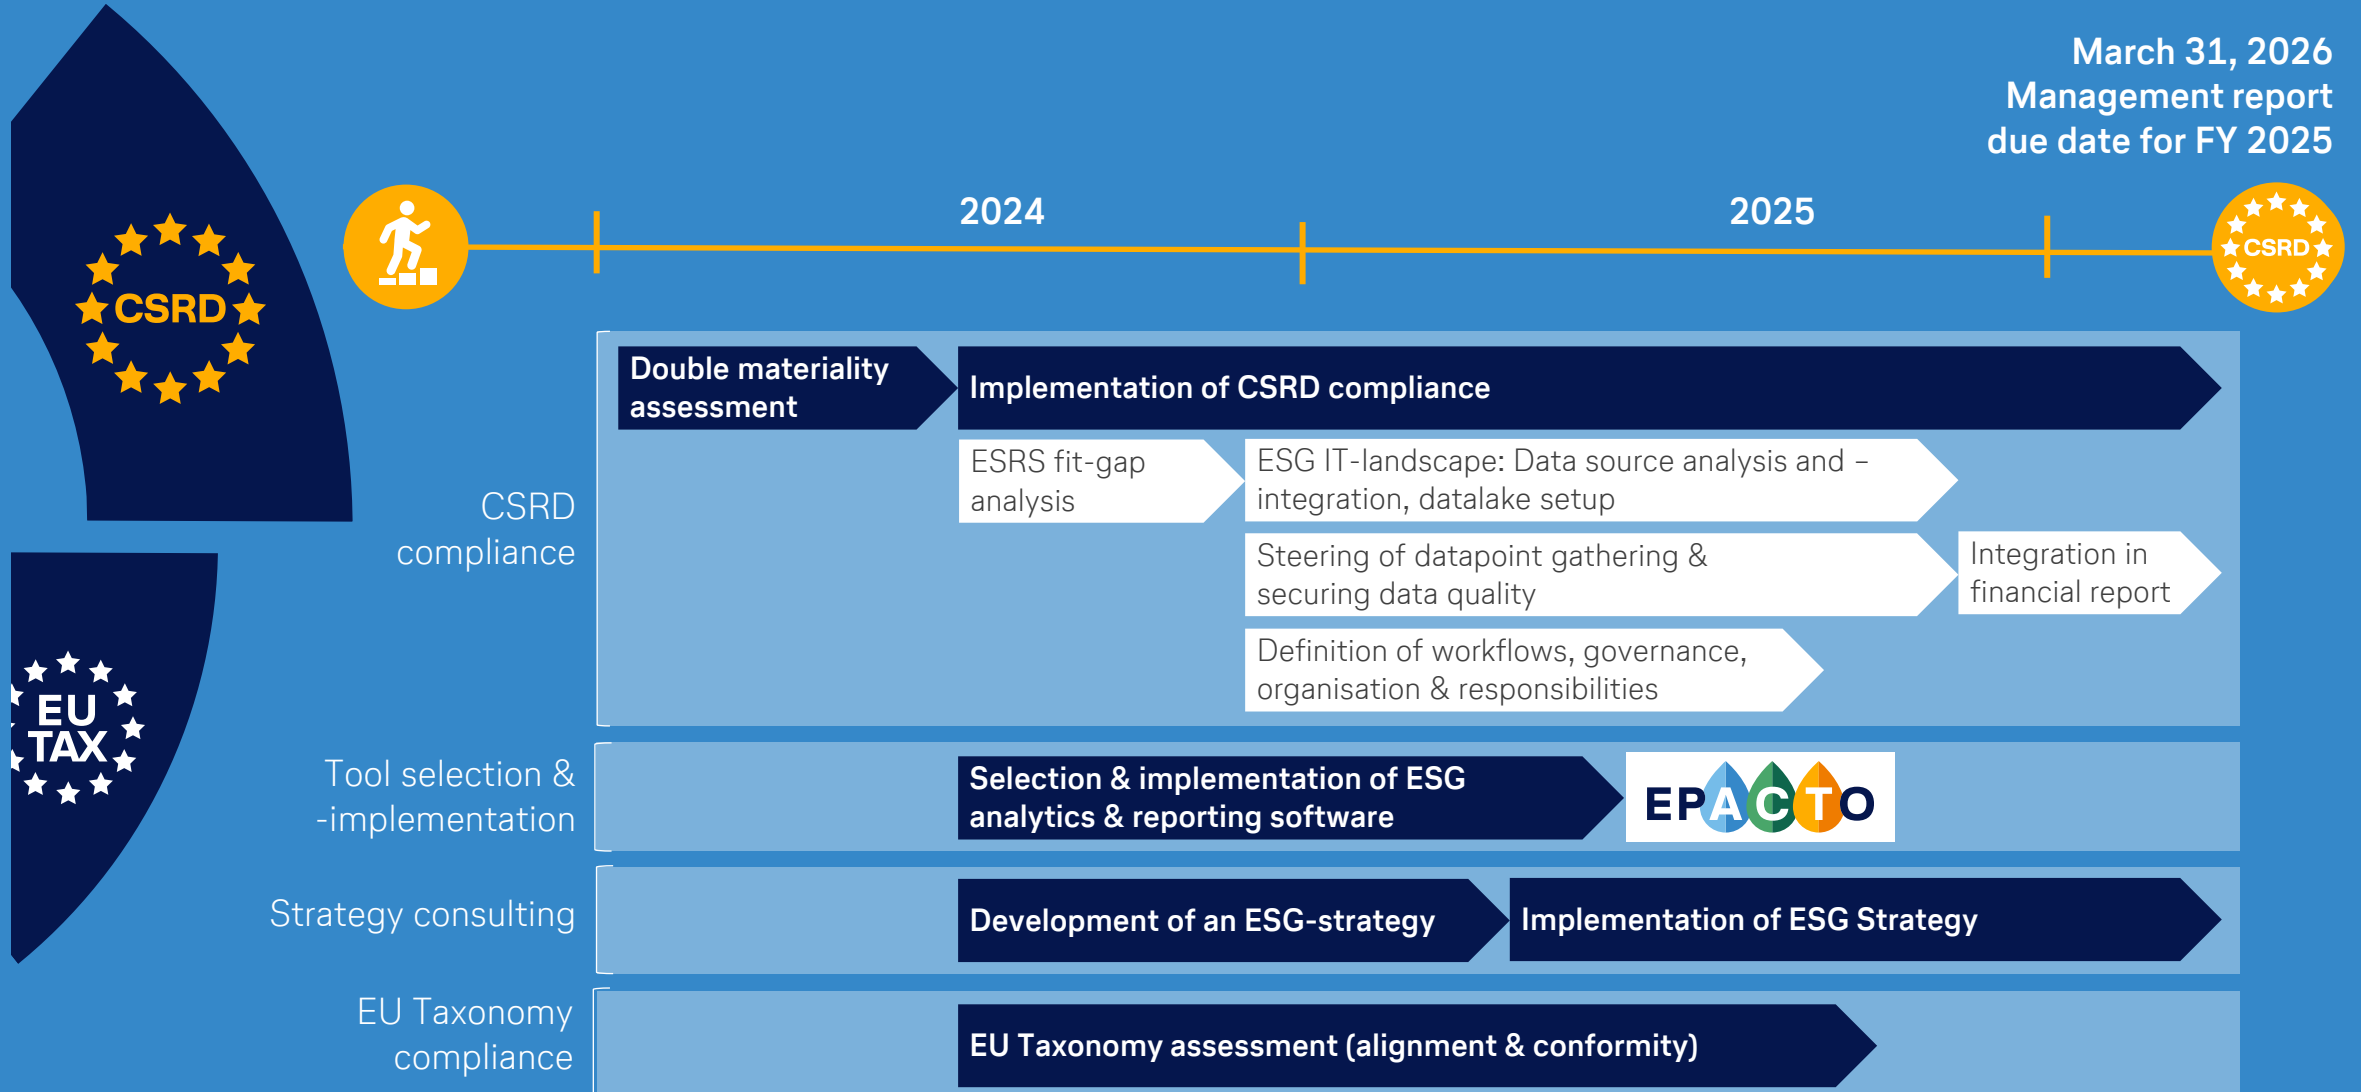 March 31, 2026
Management report
due date for FY 2025
2024
2025
CSRD
CSRD
EU
TAX
CSRD
compliance
Double materiality
assessment
Implementation of CSRD compliance
ESRS fit-gap
analysis
ESG IT-landscape: Data source analysis and –
integration, datalake setup
Steering of datapoint gathering &
securing data quality
Integration in
financial report
Definition of workflows, governance,
organisation & responsibilities
Tool selection &
-implementation
Selection & implementation of ESG
analytics & reporting software
EPACTO
Strategy consulting
Development of an ESG-strategy
Implementation of ESG Strategy
EU Taxonomy
compliance
EU Taxonomy assessment (alignment & conformity)